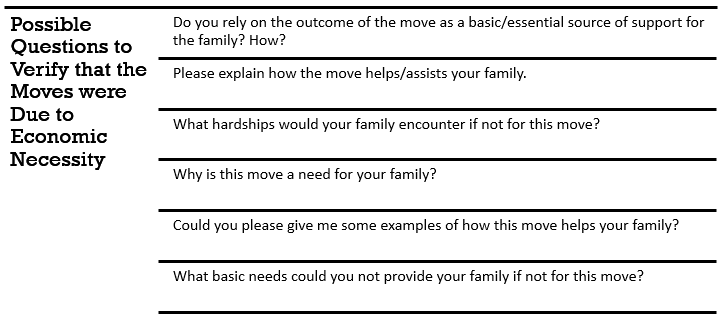 Possible
Questions to
Verify that the
Moves were
Due to
Economic
Necessity
Do you rely on the outcome of the move as a basic/essential source of support for
the family? How?
Please explain how the move helps/assists your family.
What hardships would your family encounter if not for this move?
Why is this move a need for your family?
Could you please give me some examples of how this move helps your family?
What basic needs could you not provide your family if not for this move?